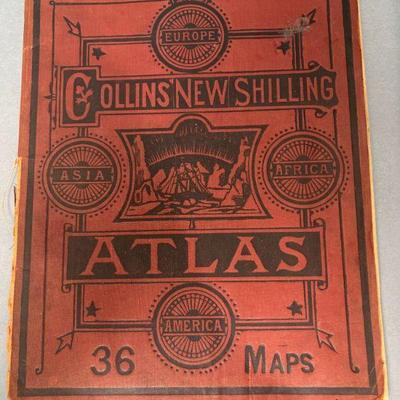 EUROPE
COLLINS' NEW SHILLING
ASIA
AFRICA
ATLAS
AMERICA
36 MAPS